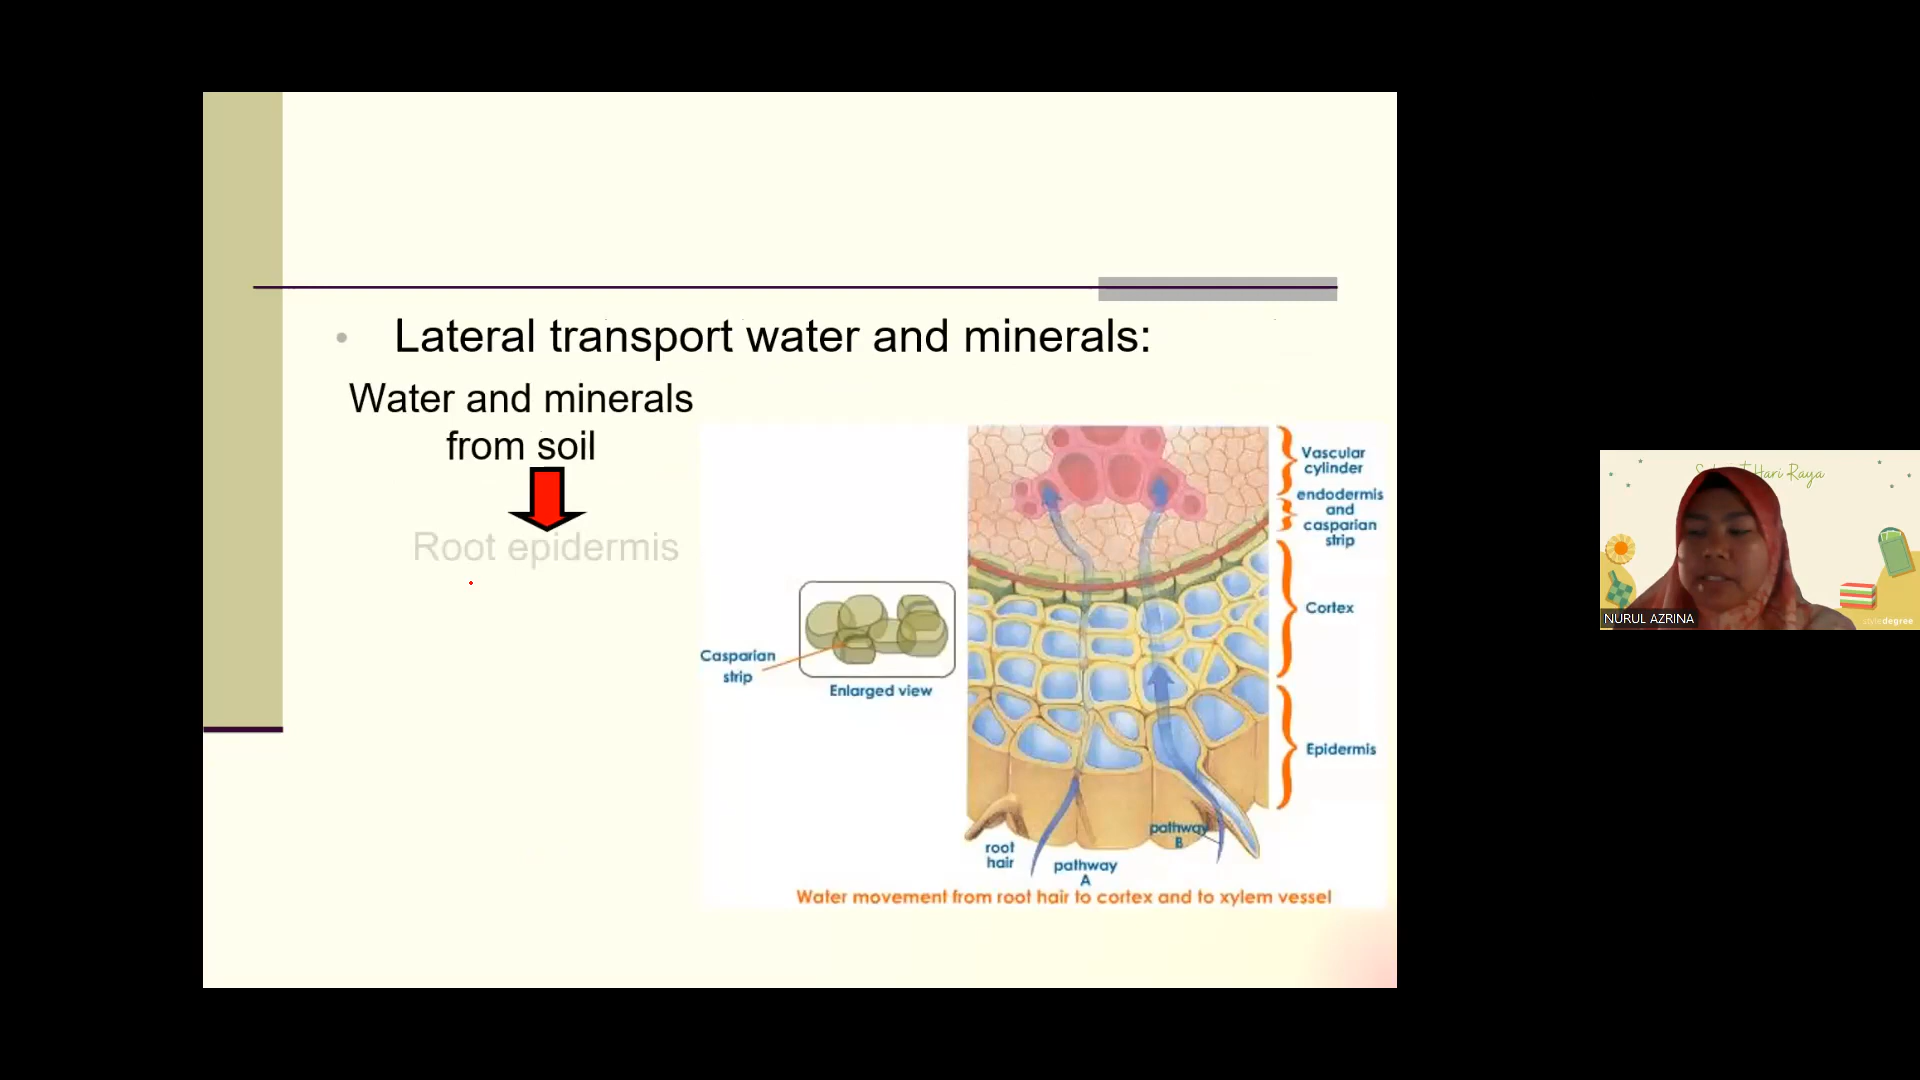 Lateral transport water and minerals:
Water and minerals
from soil
Root epidermis
Vascular
cylinder
endodermis
and
casparian
strip
Cortex
Casparian
strip
Enlarged view
Epidermis
pathway
B
root
hair
pathway
A
Water movement from root hair to cortex and to xylem vessel
Hari Raya
NURUL AZRINA
styledegree